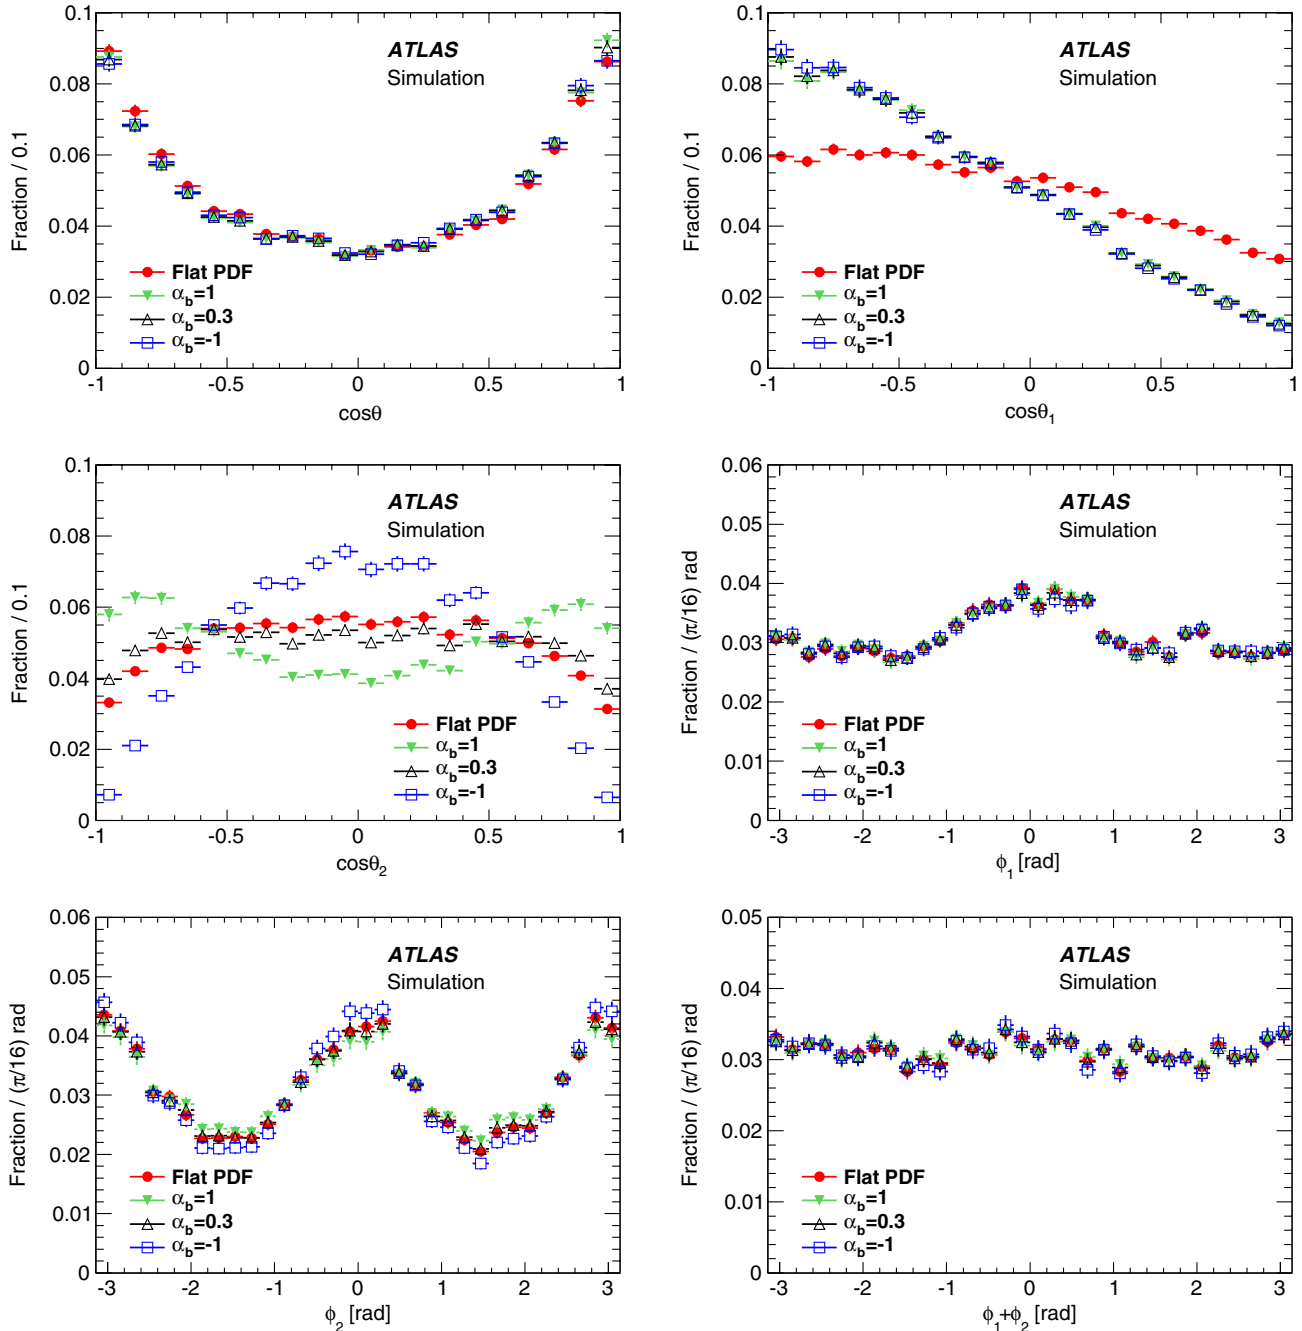 Fraction / 0.1
0.1
0.08
0.06
0.04
0.02
0
ATLAS
Simulation
Flat PDF
α_b=1
α_b=0.3
α_b=-1
-1 -0.5 0 0.5 1
cosθ
Fraction / 0.1
0.1
0.08
0.06
0.04
0.02
0
ATLAS
Simulation
Flat PDF
α_b=1
α_b=0.3
α_b=-1
-1 -0.5 0 0.5 1
cosθ_1
Fraction / 0.1
0.1
0.08
0.06
0.04
0.02
0
ATLAS
Simulation
Flat PDF
α_b=1
α_b=0.3
α_b=-1
-1 -0.5 0 0.5 1
cosθ_2
Fraction / (π/16) rad
0.06
0.05
0.04
0.03
0.02
0.01
0
ATLAS
Simulation
Flat PDF
α_b=1
α_b=0.3
α_b=-1
-3 -2 -1 0 1 2 3
ϕ_1 [rad]
Fraction / (π/16) rad
0.06
0.05
0.04
0.03
0.02
0.01
0
ATLAS
Simulation
Flat PDF
α_b=1
α_b=0.3
α_b=-1
-3 -2 -1 0 1 2 3
ϕ_2 [rad]
Fraction / (π/16) rad
0.05
0.04
0.03
0.02
0.01
0
ATLAS
Simulation
Flat PDF
α_b=1
α_b=0.3
α_b=-1
-3 -2 -1 0 1 2 3
ϕ_1+ϕ_2 [rad]